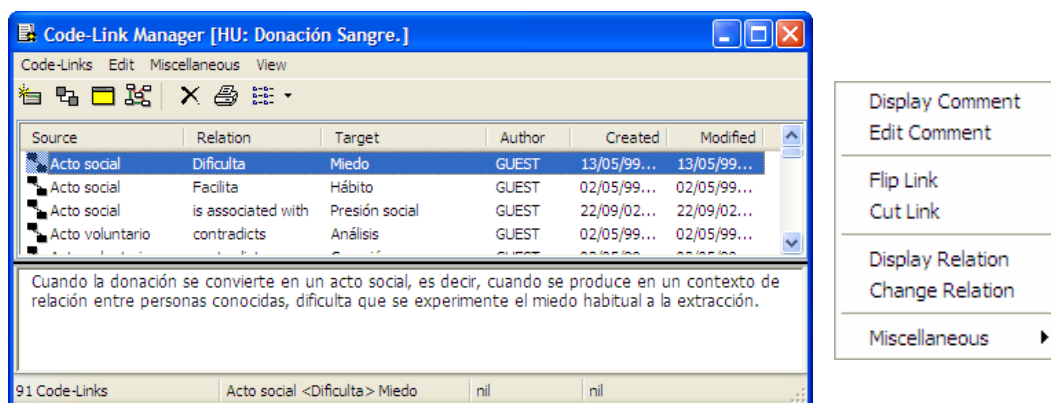 Code-Link Manager [HU: Donación Sangre.]
Code-Links Edit Miscellaneous View
Source Relation Target Author Created Modified
Acto social Dificulta Miedo GUEST 13/05/99... 13/05/99...
Acto social Facilita Hábito GUEST 02/05/99... 02/05/99...
Acto social is associated with Presión social GUEST 22/09/02... 22/09/02...
Acto voluntario contradicts Análisis GUEST 02/05/99... 02/05/99...
Cuando la donación se convierte en un acto social, es decir, cuando se produce en un contexto de
relación entre personas conocidas, dificulta que se experimente el miedo habitual a la extracción.
91 Code-Links Acto social <Dificulta> Miedo nil nil
Display Comment
Edit Comment
Flip Link
Cut Link
Display Relation
Change Relation
Miscellaneous